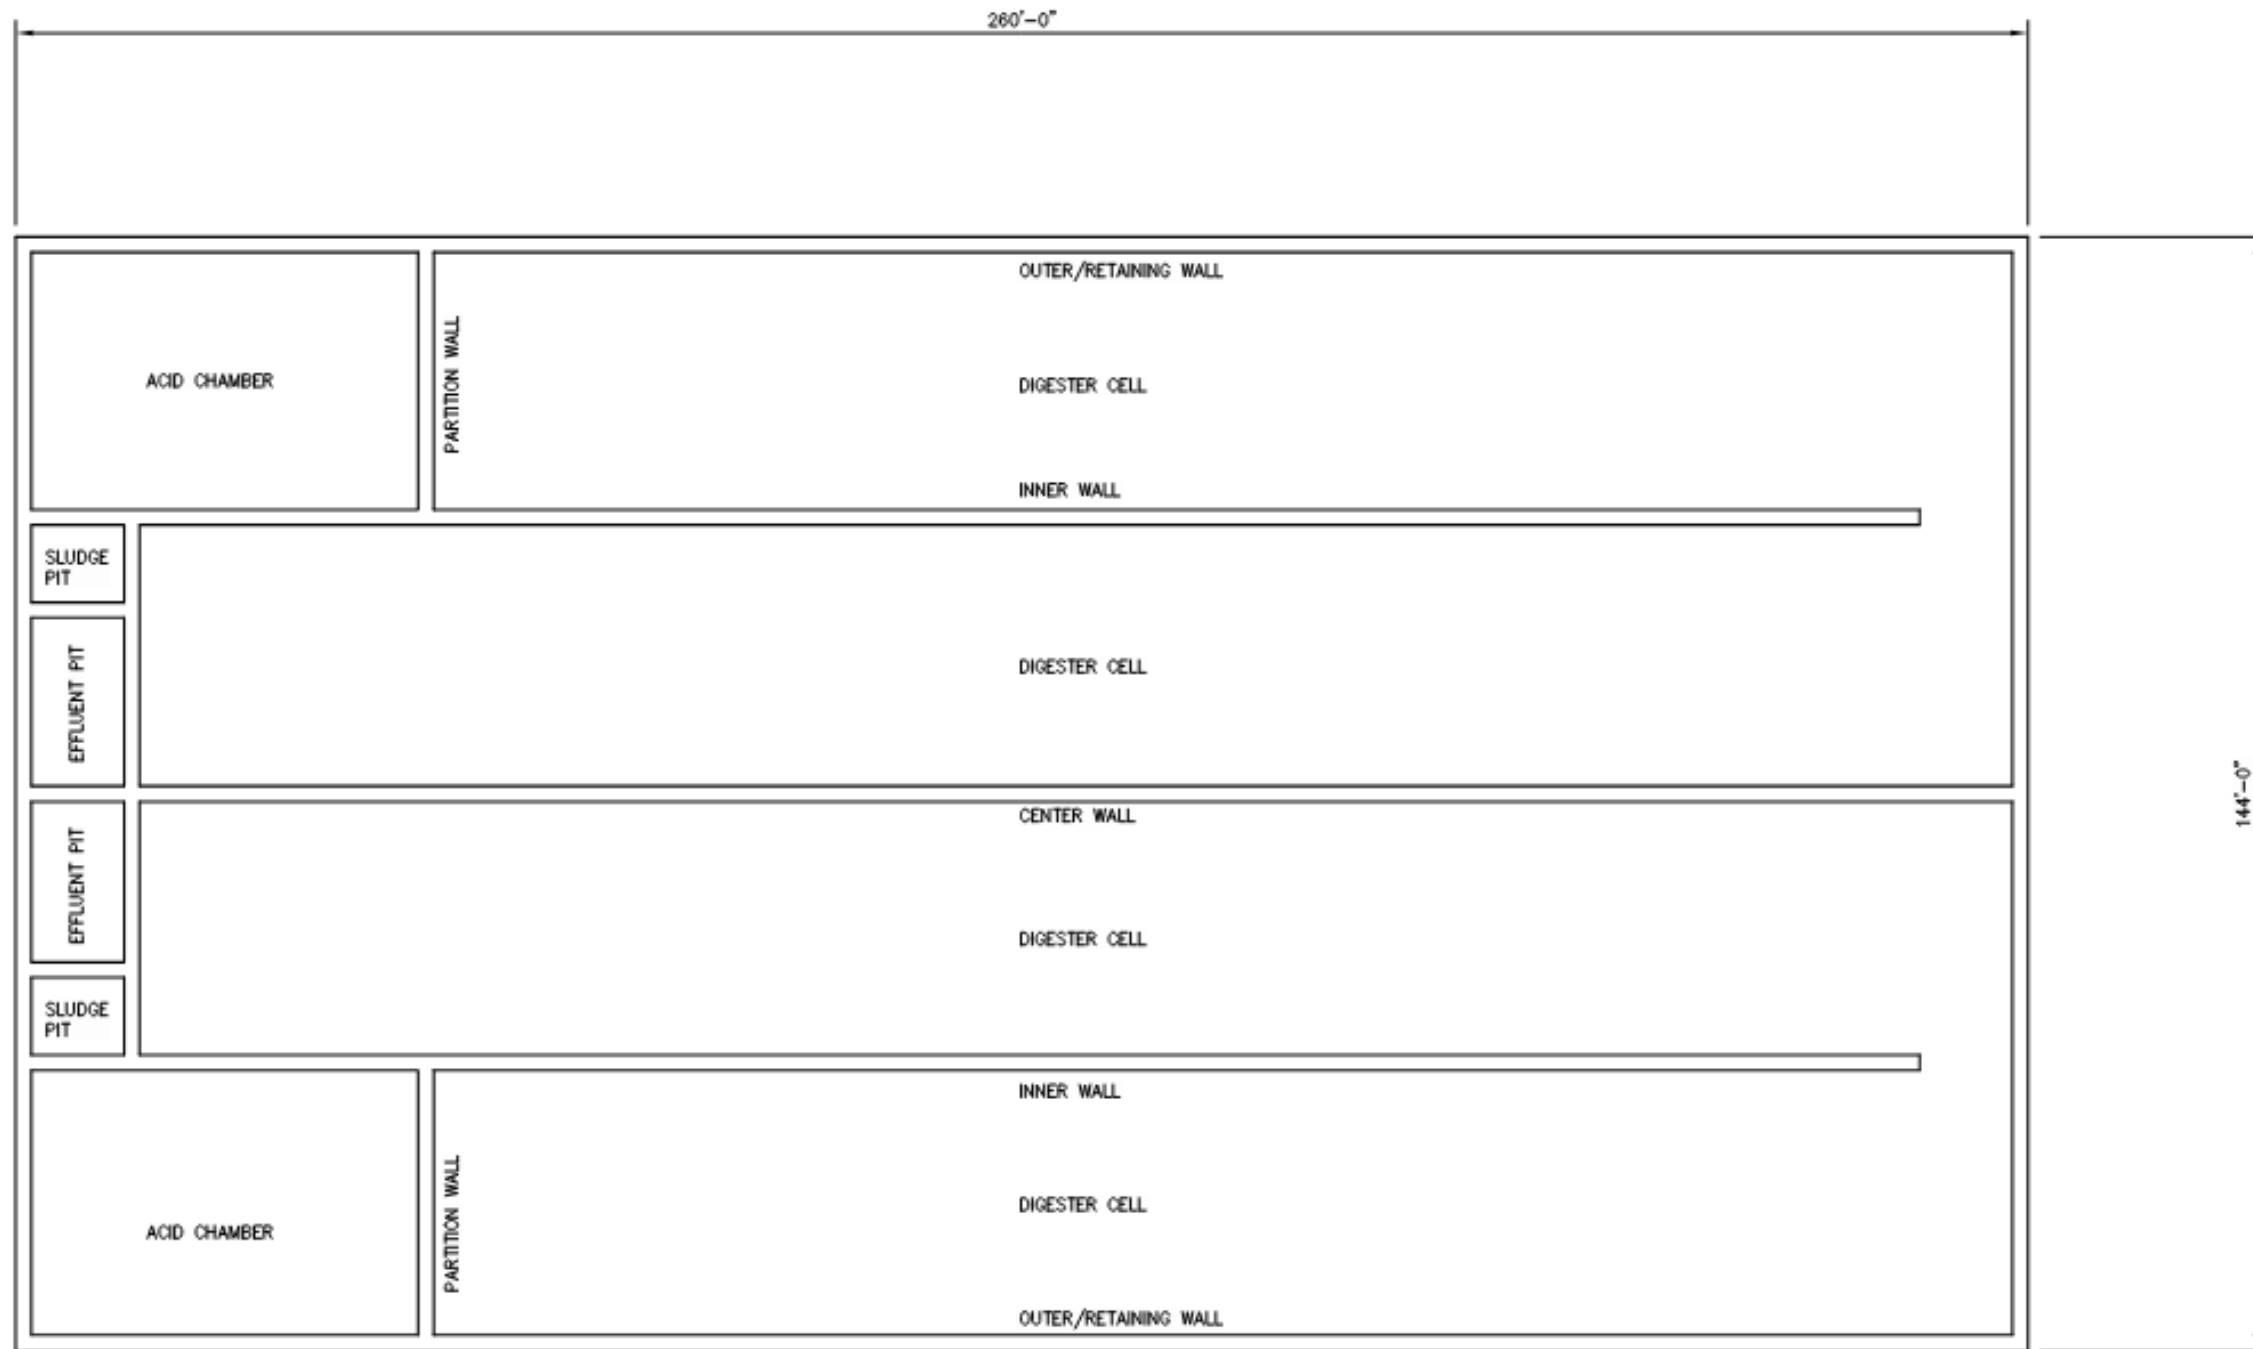 260'-0"
OUTER/RETAINING WALL
ACID CHAMBER
PARTITION WALL
DIGESTER CELL
INNER WALL
SLUDGE
PIT
EFFLUENT PIT
DIGESTER CELL
144'-0"
CENTER WALL
EFFLUENT PIT
DIGESTER CELL
SLUDGE
PIT
INNER WALL
ACID CHAMBER
PARTITION WALL
DIGESTER CELL
OUTER/RETAINING WALL